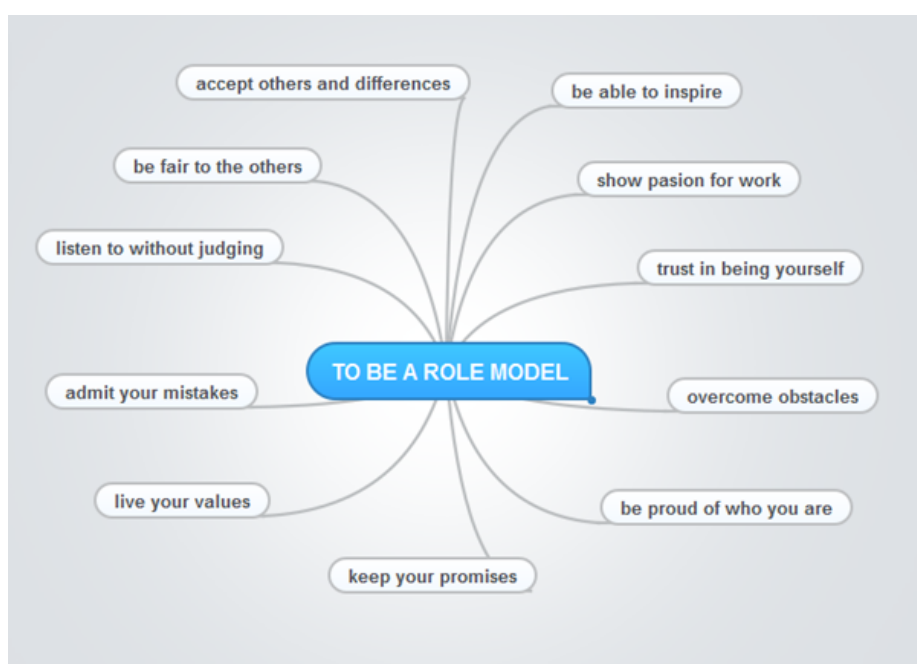 accept others and differences
be able to inspire
be fair to the others
show pasion for work
listen to without judging
trust in being yourself
TO BE A ROLE MODEL
admit your mistakes
overcome obstacles
live your values
be proud of who you are
keep your promises